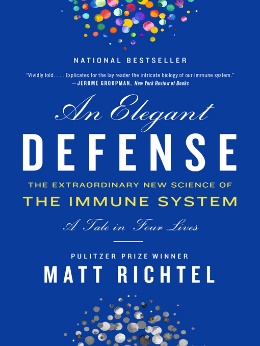 NATIONAL BESTSELLER
"Vividly told. . . . Explicates for the lay reader the intricate biology of our immune system."
— JEROME GROOPMAN, New York Review of Books
An Elegant
DEFENSE
THE EXTRAORDINARY NEW SCIENCE OF
THE IMMUNE SYSTEM
A Tale in Four Lives
PULITZER PRIZE WINNER
MATT RICHTEL